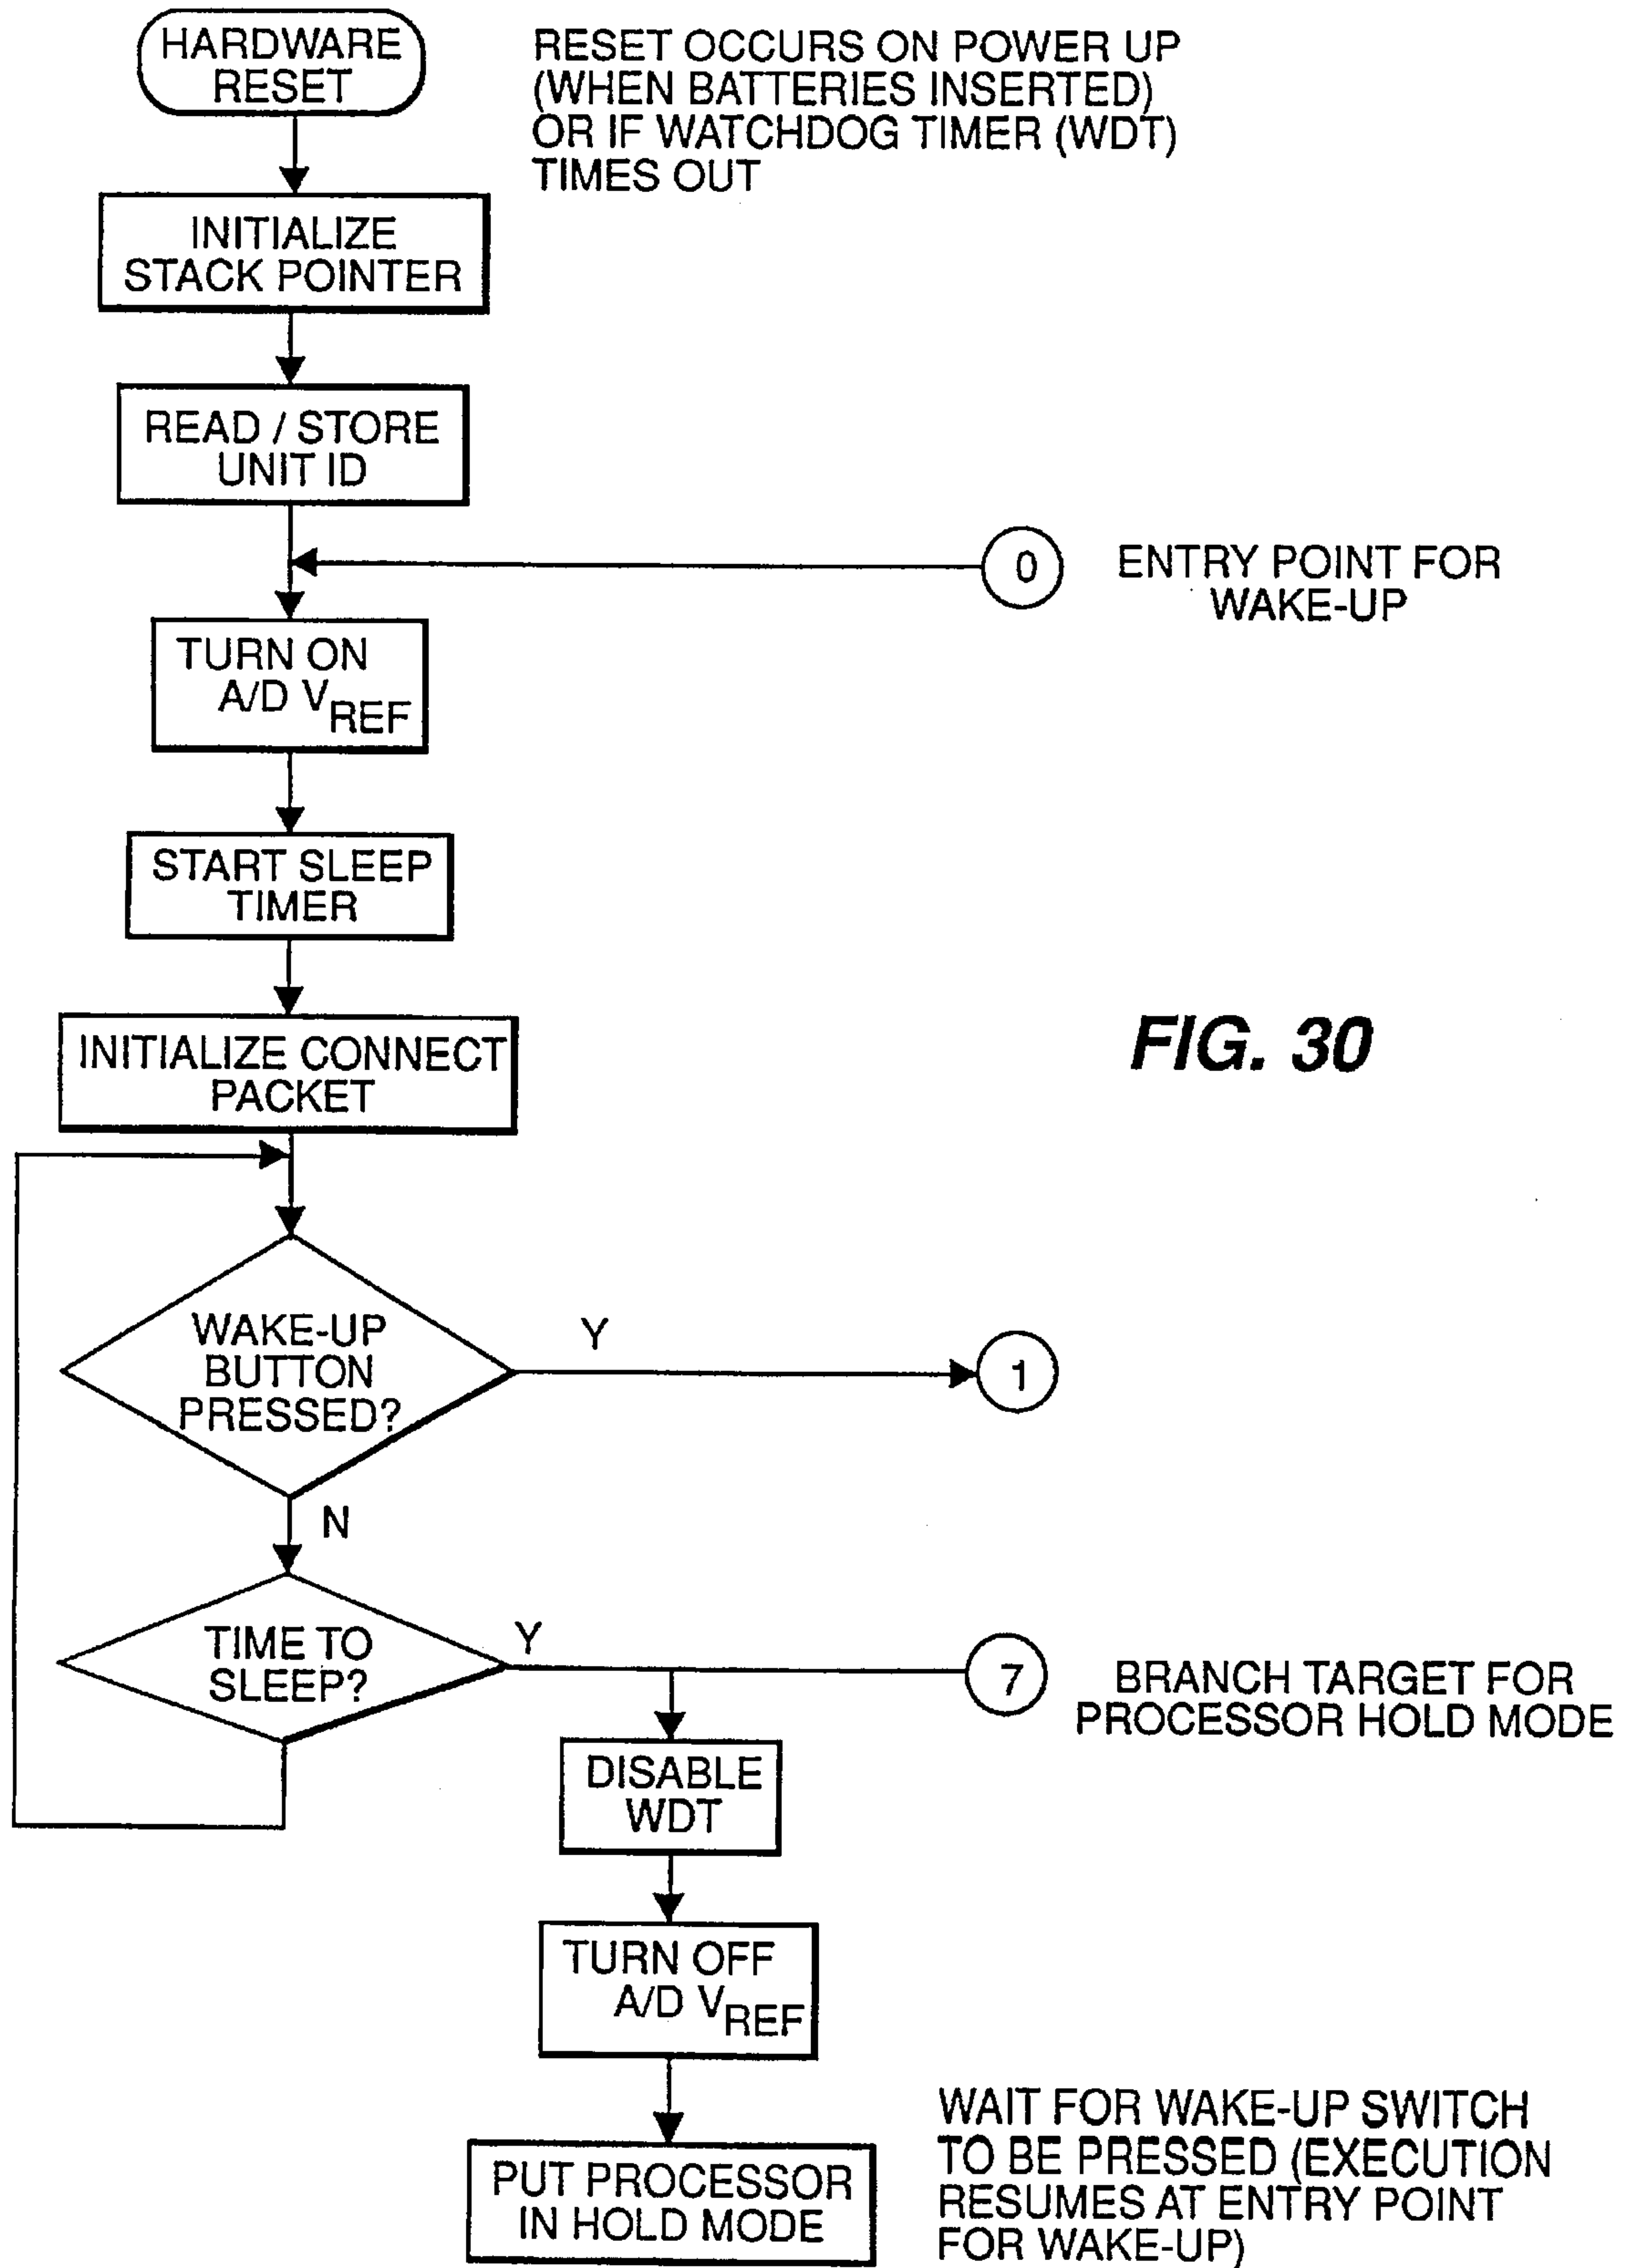 HARDWARE
RESET
RESET OCCURS ON POWER UP
(WHEN BATTERIES INSERTED)
OR IF WATCHDOG TIMER (WDT)
TIMES OUT
INITIALIZE
STACK POINTER
READ / STORE
UNIT ID
0
ENTRY POINT FOR
WAKE-UP
TURN ON
A/D VREF
START SLEEP
TIMER
INITIALIZE CONNECT
PACKET
FIG. 30
WAKE-UP
BUTTON
PRESSED?
Y
1
N
TIME TO
SLEEP?
Y
7
BRANCH TARGET FOR
PROCESSOR HOLD MODE
DISABLE
WDT
TURN OFF
A/D VREF
PUT PROCESSOR
IN HOLD MODE
WAIT FOR WAKE-UP SWITCH
TO BE PRESSED (EXECUTION
RESUMES AT ENTRY POINT
FOR WAKE-UP)